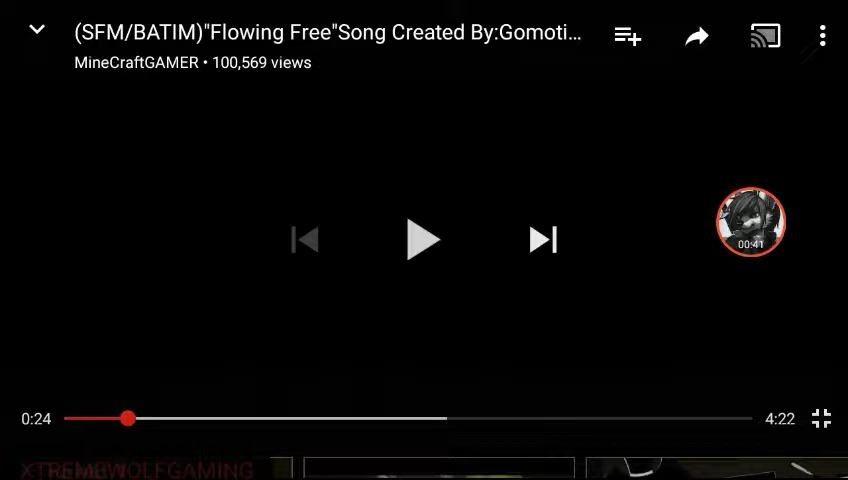 (SFM/BATIM)"Flowing Free"Song Created By:Gomoti...
MineCraftGAMER • 100,569 views
00:41
0:24
4:22
XTREMEWOLFGAMING